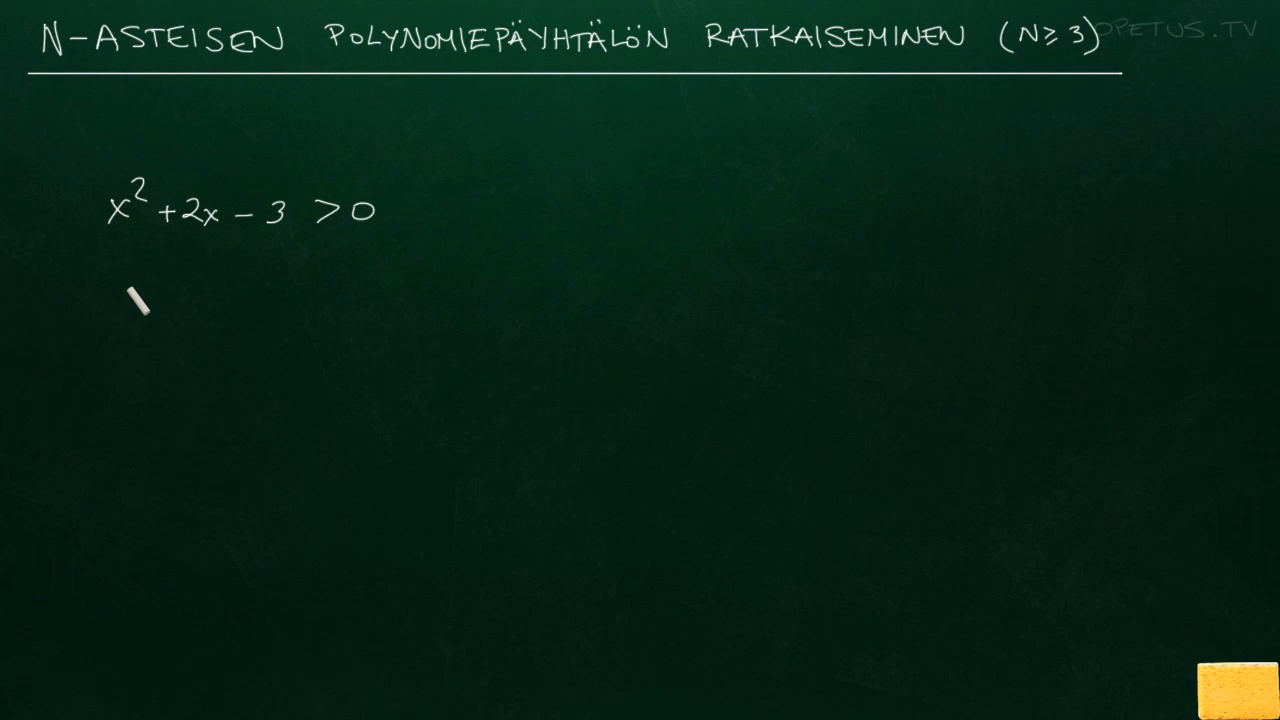 N-ASTEISEN POLYNOMIEPÄYHTÄLÖN RATKAISEMINEN (N≥3) OPETUS.TV
x² +2x - 3 >0